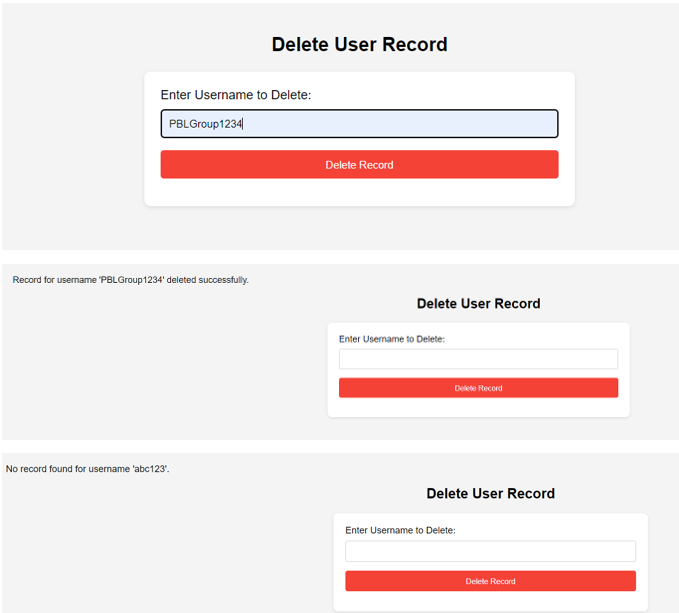 Delete User Record
Enter Username to Delete:
PBLGroup1234
Delete Record
Record for username 'PBLGroup1234' deleted successfully.
Delete User Record
Enter Username to Delete:
Delete Record
No record found for username 'abc123'.
Delete User Record
Enter Username to Delete:
Delete Record